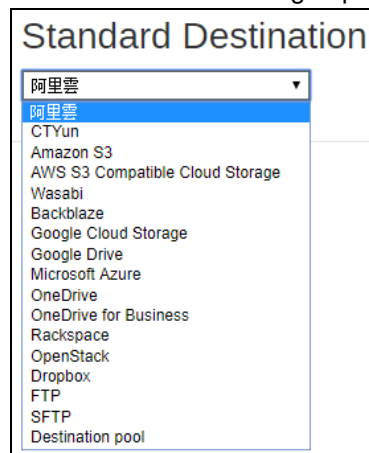 Standard Destination
阿里雲
阿里雲
CTYun
Amazon S3
AWS S3 Compatible Cloud Storage
Wasabi
Backblaze
Google Cloud Storage
Google Drive
Microsoft Azure
OneDrive
OneDrive for Business
Rackspace
OpenStack
Dropbox
FTP
SFTP
Destination pool